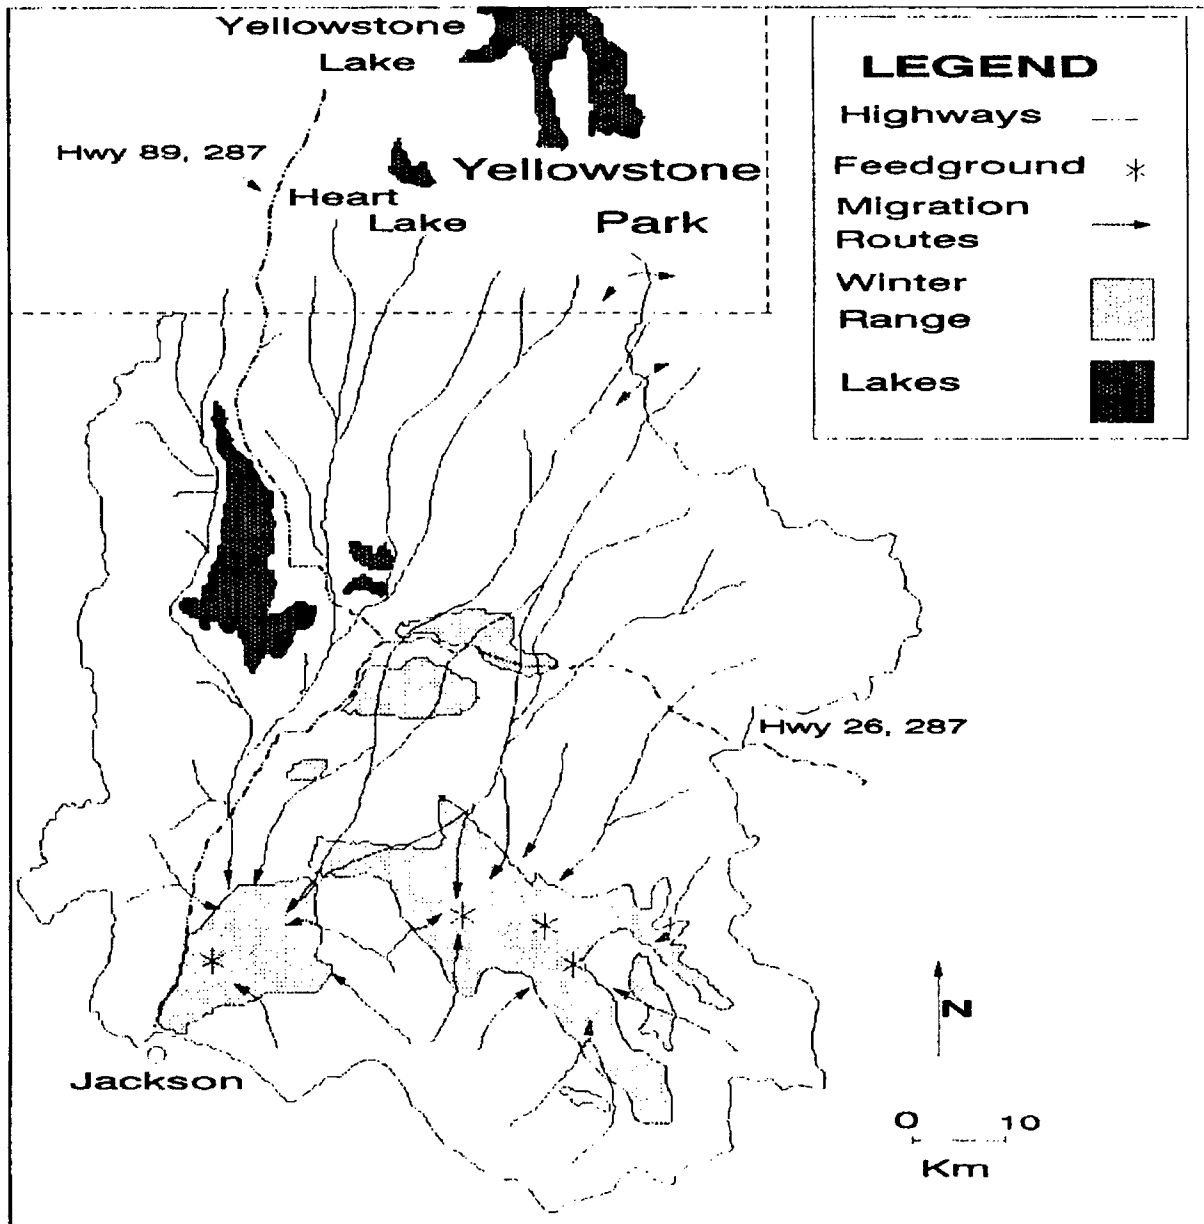 Yellowstone
Lake
Hwy 89, 287
Heart
Lake
Yellowstone
Park
LEGEND
Highways
Feedground
Migration
Routes
Winter
Range
Lakes
Hwy 26, 287
N
Jackson
0 10
Km